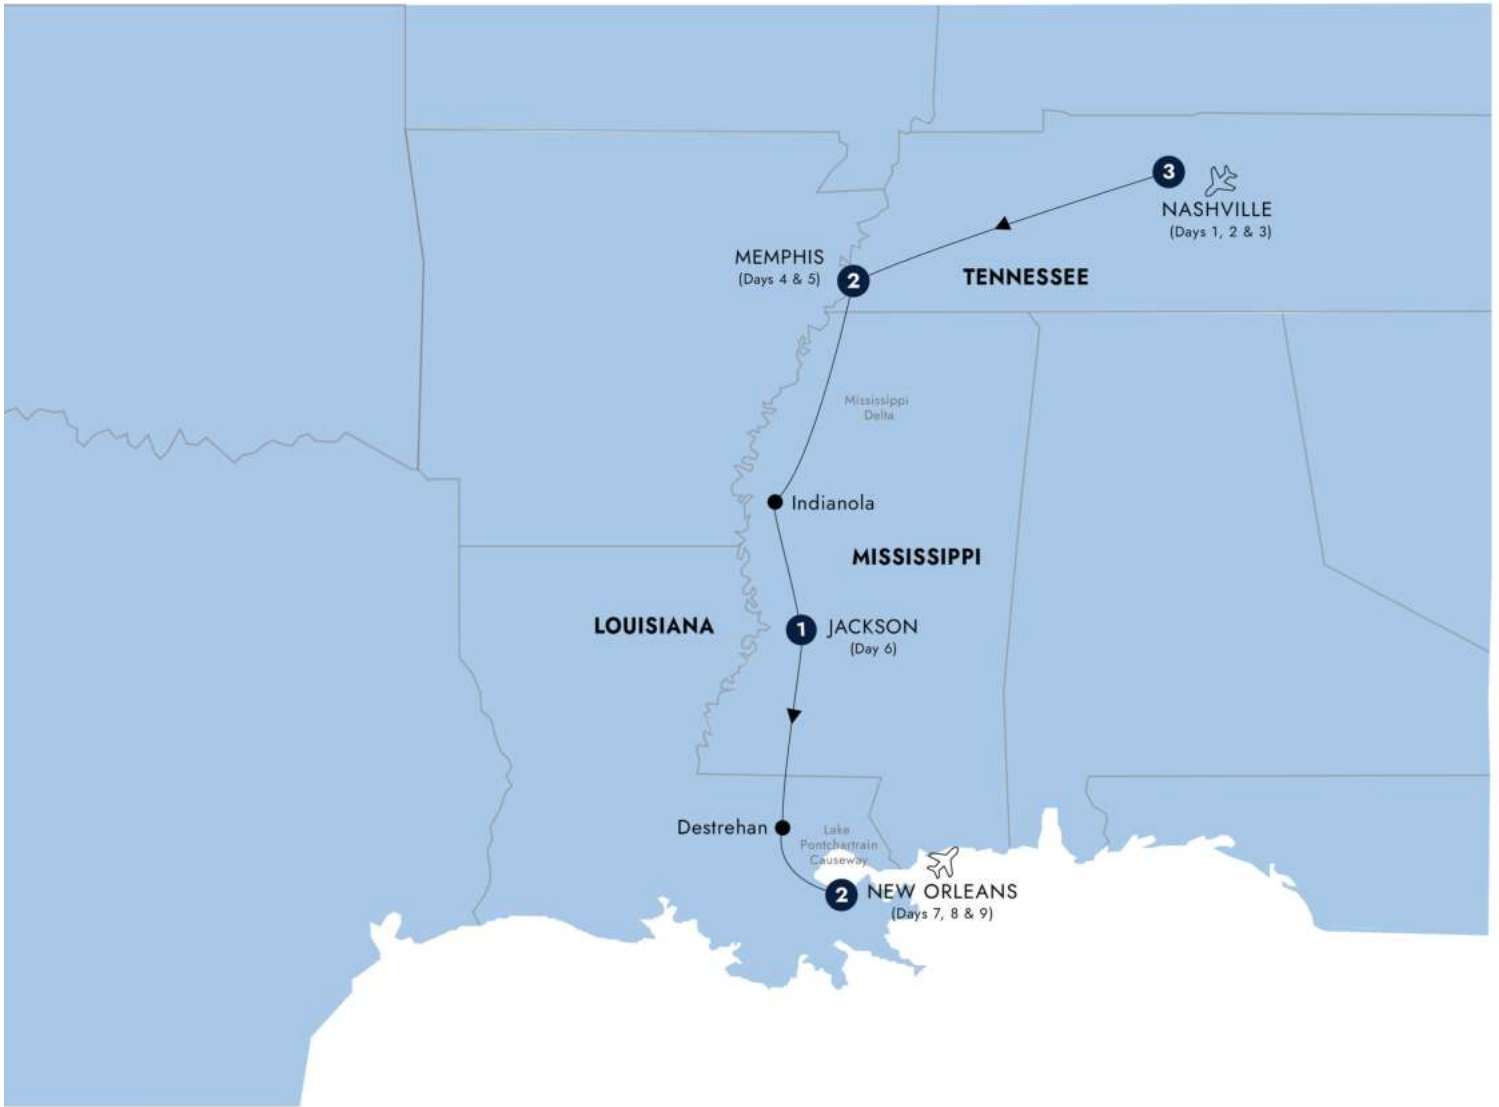 3
NASHVILLE
(Days 1, 2 & 3)
MEMPHIS
(Days 4 & 5)
2
TENNESSEE
Mississippi
Delta
Indianola
MISSISSIPPI
LOUISIANA
1
JACKSON
(Day 6)
Destrehan
Lake
Pontchartrain
Causeway
2
NEW ORLEANS
(Days 7, 8 & 9)